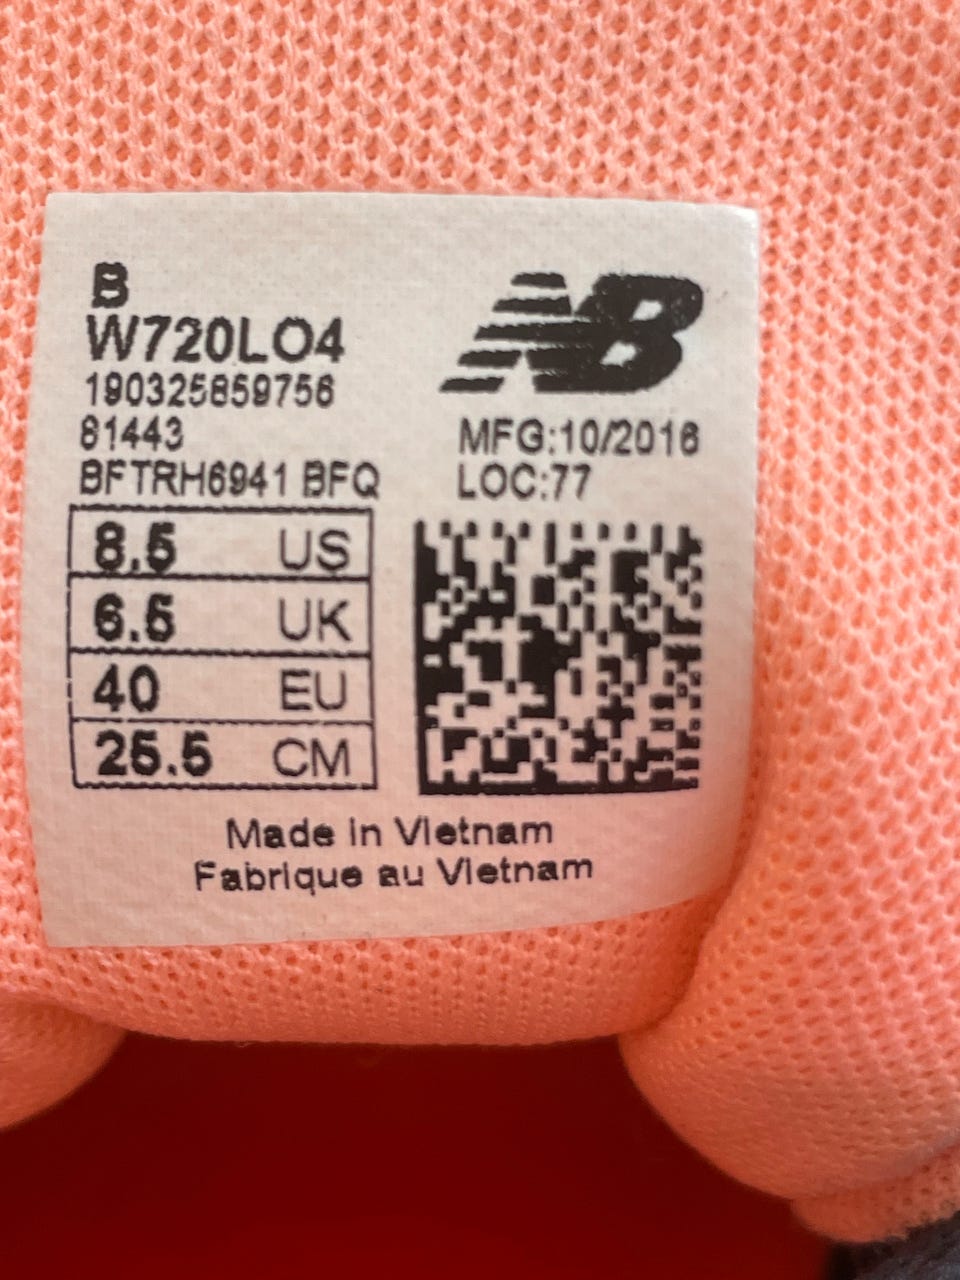 B
W720LO4
190325859756
81443
BFTRH6941 BFQ
NB
MFG:10/2016
LOC:77
8.5 US
6.5 UK
40 EU
25.5 CM
Made in Vietnam
Fabrique au Vietnam